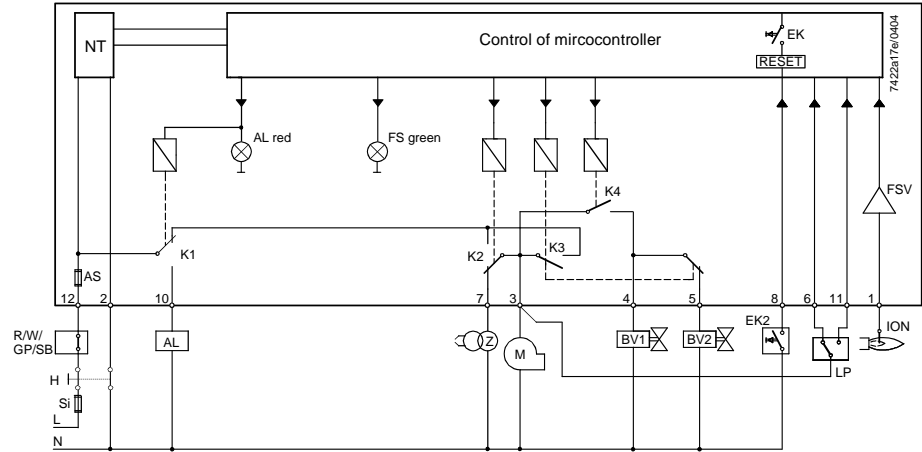 NT
Control of mircocontroller
EK
RESET
7422a17e/0404
AL red
FS green
FSV
K4
K1
K2
K3
AS
12
2
10
7
3
4
5
8
6
11
1
R/W/
GP/SB
AL
Z
M
BV1
BV2
EK2
ION
LP
H
Si
L
N